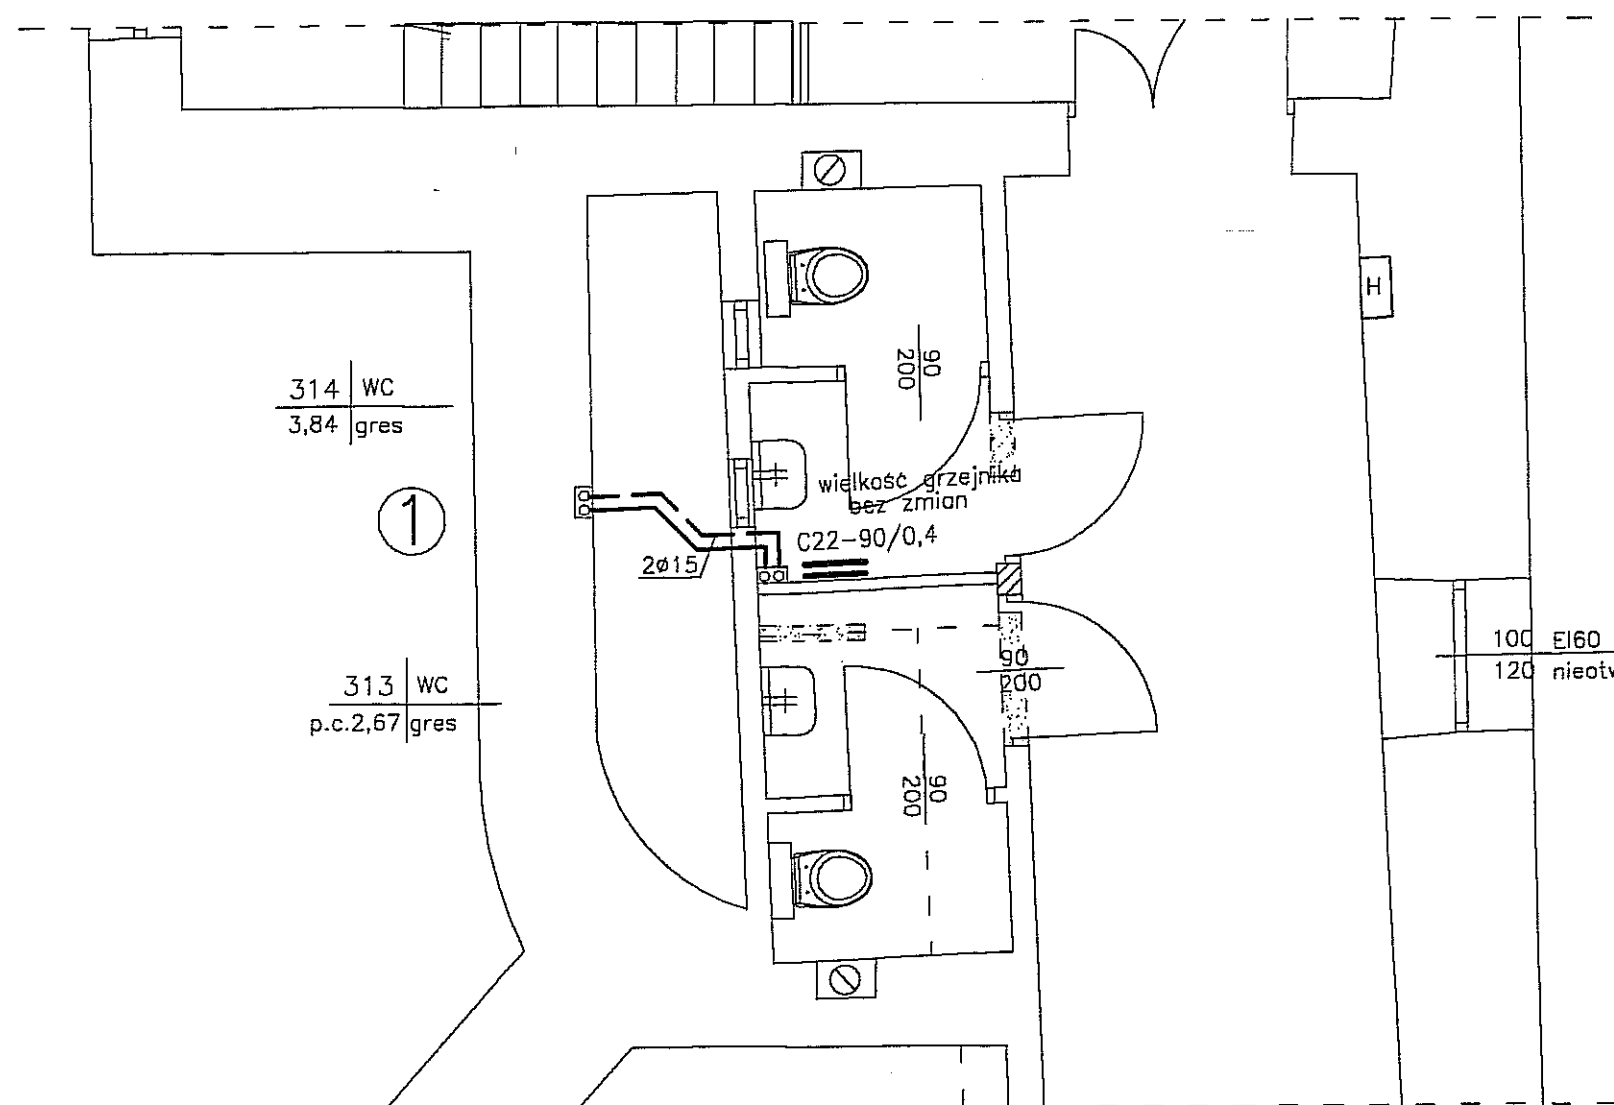 H
90
200
314 WC
3,84 gres
wielkość grzejnika
bez zmian
1
C22-90/0,4
2ø15
100 EI60
120 nieotw
90
200
313 WC
p.c.2,67 gres
90
200